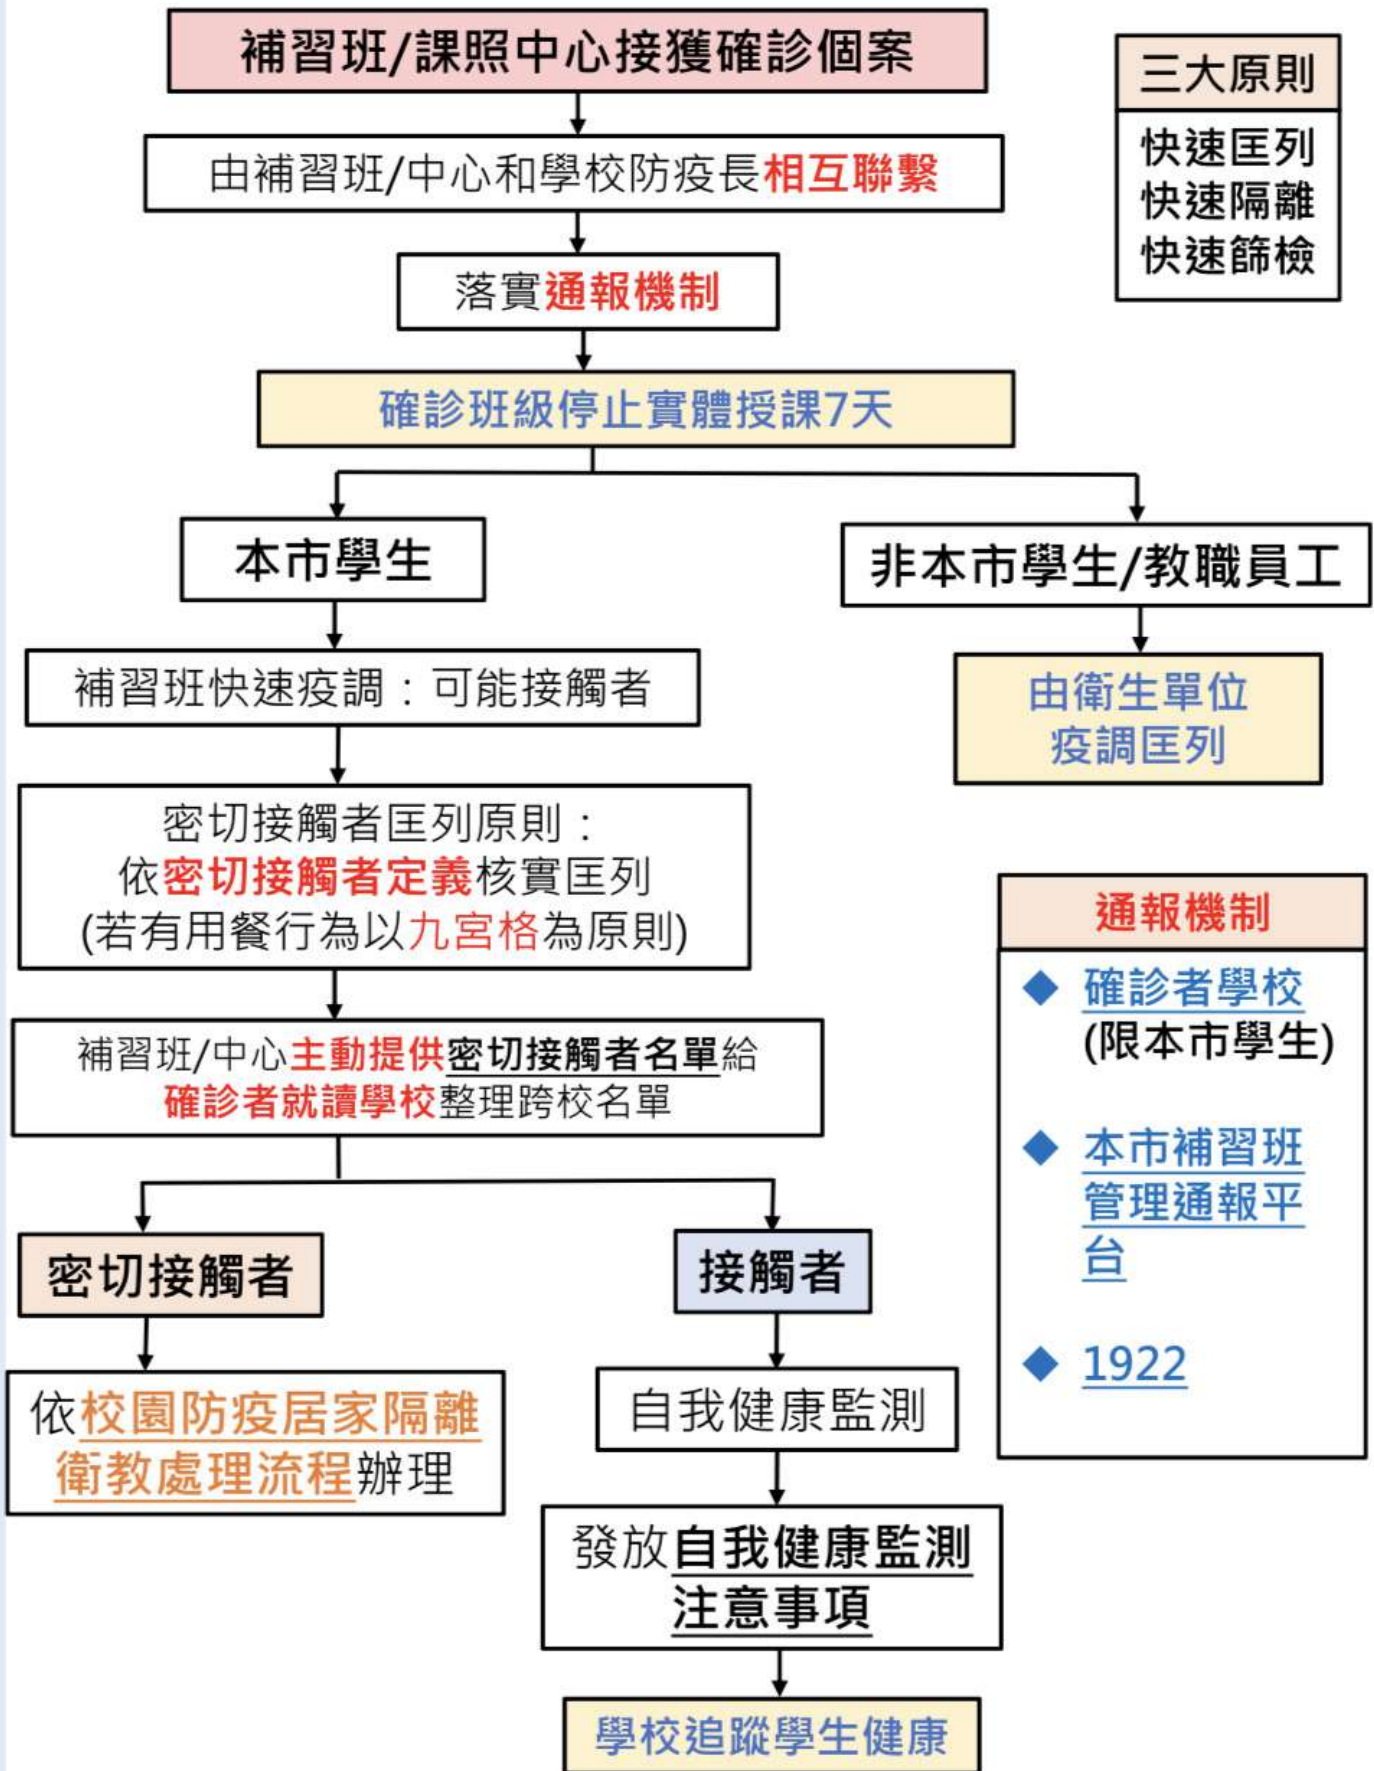 補習班/課照中心接獲確診個案
三大原則
快速匡列
快速隔離
快速篩檢
由補習班/中心和學校防疫長相互聯繫
落實通報機制
確診班級停止實體授課7天
本市學生
非本市學生/教職員工
補習班快速疫調：可能接觸者
由衛生單位
疫調匡列
密切接觸者匡列原則：
依密切接觸者定義核實匡列
(若有用餐行為以九宮格為原則)
補習班/中心主動提供密切接觸者名單給
確診者就讀學校整理跨校名單
通報機制
◆ 確診者學校
(限本市學生)
◆ 本市補習班
管理通報平
台
◆ 1922
密切接觸者
接觸者
依校園防疫居家隔離
衛教處理流程辦理
自我健康監測
發放自我健康監測
注意事項
學校追蹤學生健康